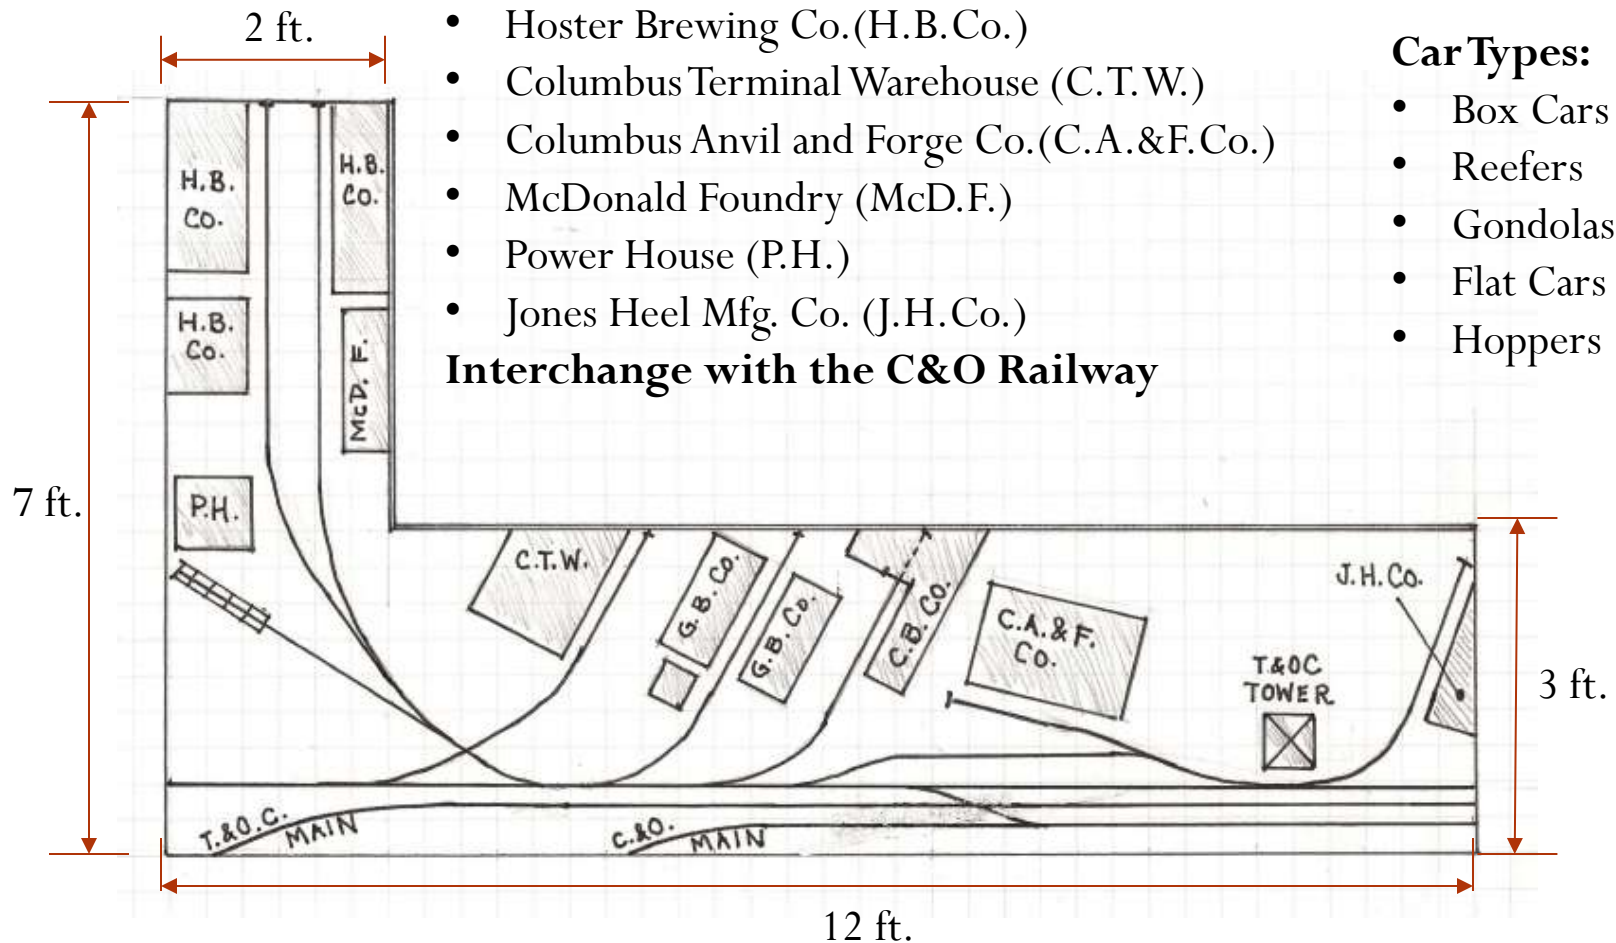 2 ft.
• Hoster Brewing Co.(H.B.Co.)
• Columbus Terminal Warehouse (C.T.W.)
• Columbus Anvil and Forge Co.(C.A.&F.Co.)
• McDonald Foundry (McD.F.)
• Power House (P.H.)
• Jones Heel Mfg. Co. (J.H.Co.)
Interchange with the C&O Railway
Car Types:
• Box Cars
• Reefers
• Gondolas
• Flat Cars
• Hoppers
H.B.
CO.
H.B.
CO.
H.B.
Co.
McD. F.
7 ft.
P.H.
C.T.W.
G.B. CO.
G.B. CO.
C.B. CO.
C.A.&F.
CO.
J.H.CO.
T&OC
TOWER
3 ft.
T.&O.C.
MAIN
C.&O.
MAIN
12 ft.